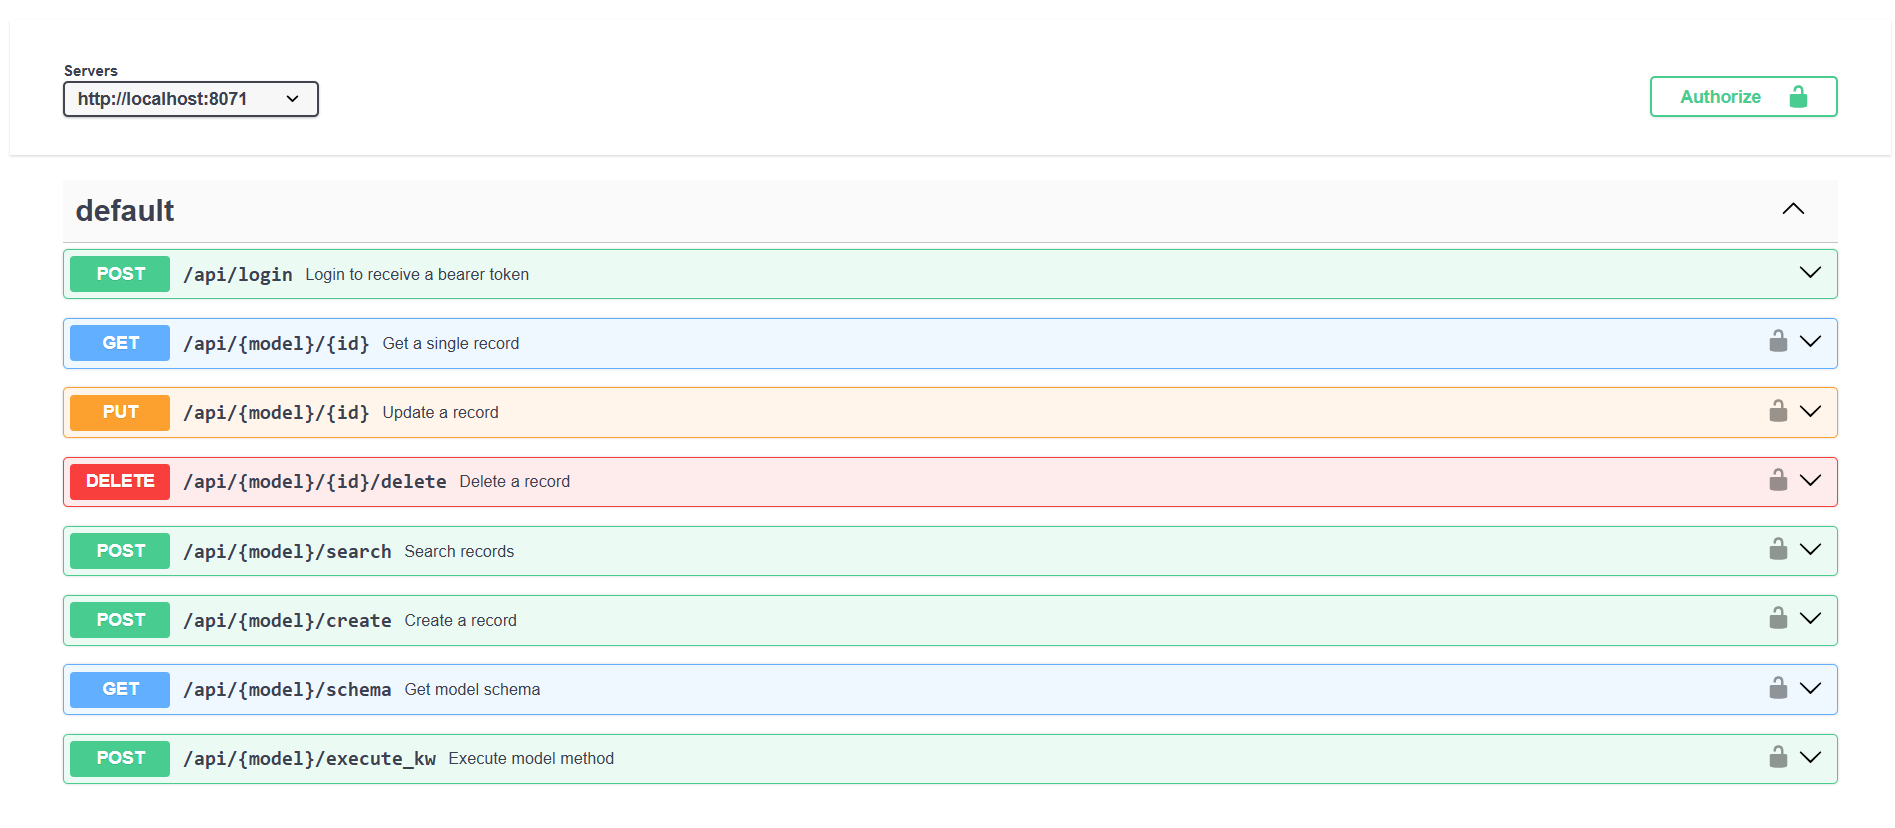 Servers
http://localhost:8071
Authorize
default
POST /api/login Login to receive a bearer token
GET /api/{model}/{id} Get a single record
PUT /api/{model}/{id} Update a record
DELETE /api/{model}/{id}/delete Delete a record
POST /api/{model}/search Search records
POST /api/{model}/create Create a record
GET /api/{model}/schema Get model schema
POST /api/{model}/execute_kw Execute model method